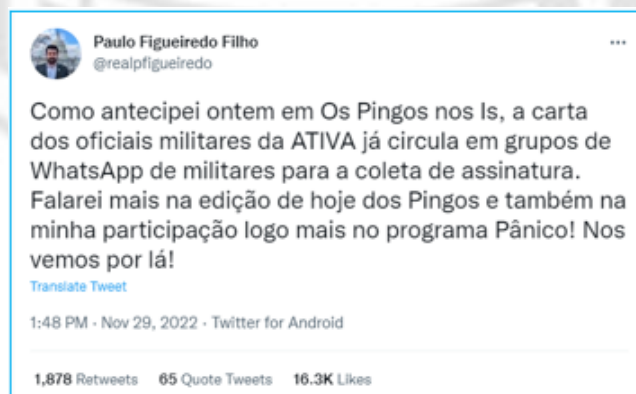 Paulo Figueiredo Filho
@realpfigueiredo
Como antecipei ontem em Os Pingos nos Is, a carta
dos oficiais militares da ATIVA já circula em grupos de
WhatsApp de militares para a coleta de assinatura.
Falarei mais na edição de hoje dos Pingos e também na
minha participação logo mais no programa Pânico! Nos
vemos por lá!
Translate Tweet
1:48 PM · Nov 29, 2022 · Twitter for Android
1,878 Retweets 65 Quote Tweets 16.3K Likes